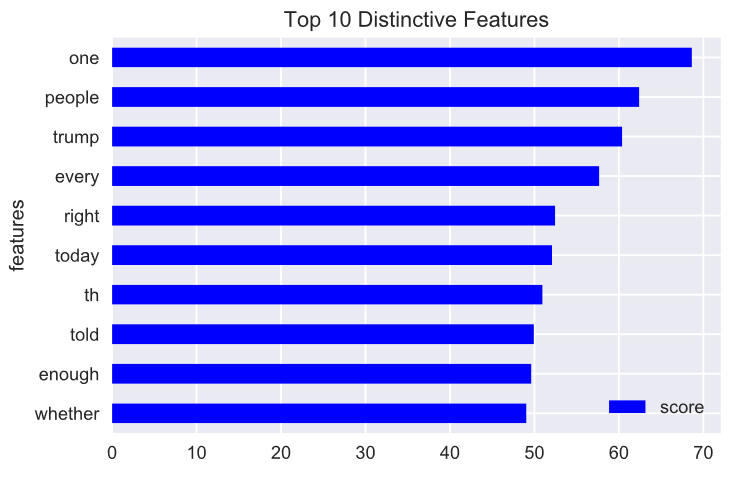 Top 10 Distinctive Features
one
people
trump
every
right
today
th
told
enough
whether
features
score
0 10 20 30 40 50 60 70